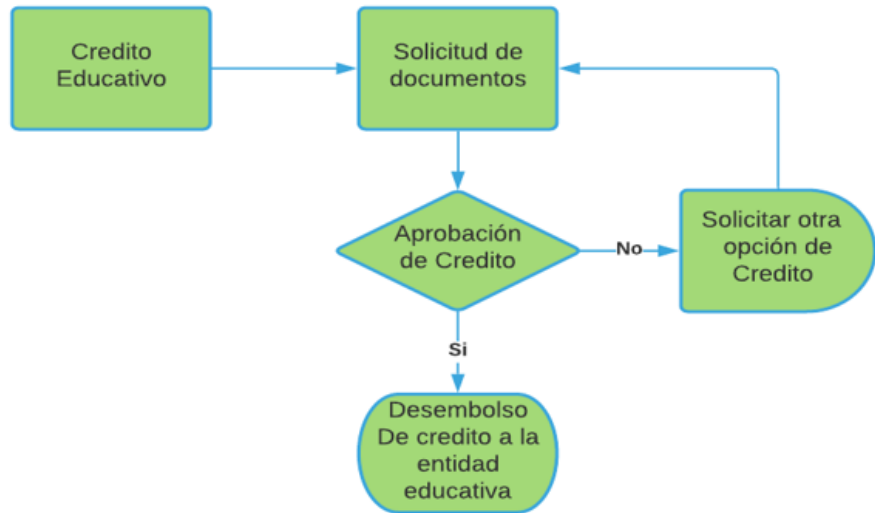 Credito
Educativo
Solicitud de
documentos
Aprobación
de Credito
No
Solicitar otra
opción de
Credito
Si
Desembolso
De credito a la
entidad
educativa